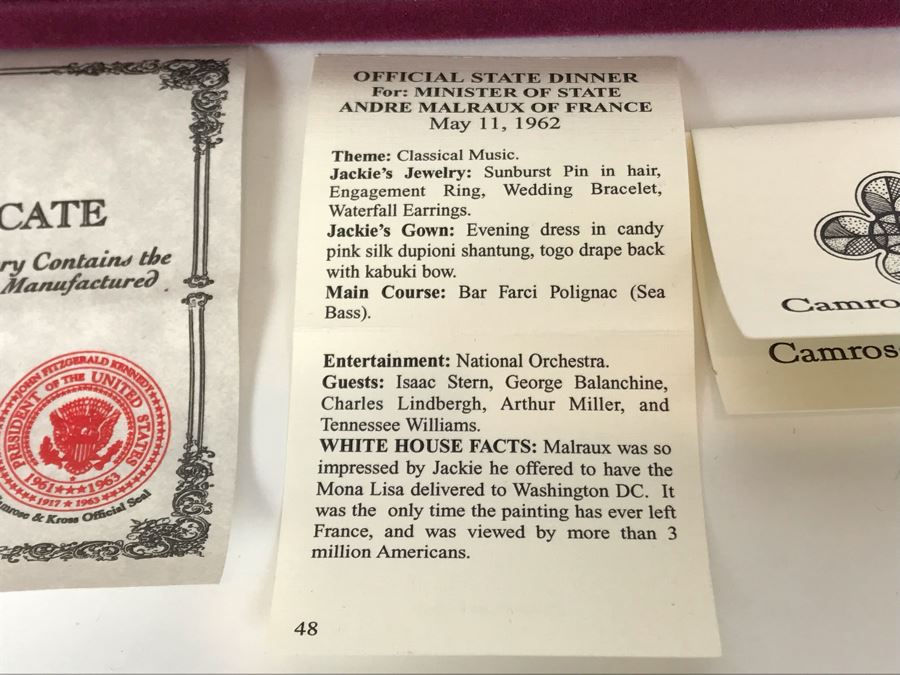 CATE
ry Contains the
Manufactured.
JOHN FITZGERALD KENNEDY
PRESIDENT OF THE UNITED STATES
1961★★★1963
1917 ★ 1963
mrose & Kross Official Seal
OFFICIAL STATE DINNER
For: MINISTER OF STATE
ANDRE MALRAUX OF FRANCE
May 11, 1962
Theme: Classical Music.
Jackie's Jewelry: Sunburst Pin in hair,
Engagement Ring, Wedding Bracelet,
Waterfall Earrings.
Jackie's Gown: Evening dress in candy
pink silk dupioni shantung, togo drape back
with kabuki bow.
Main Course: Bar Farci Polignac (Sea
Bass).
Entertainment: National Orchestra.
Guests: Isaac Stern, George Balanchine,
Charles Lindbergh, Arthur Miller, and
Tennessee Williams.
WHITE HOUSE FACTS: Malraux was so
impressed by Jackie he offered to have the
Mona Lisa delivered to Washington DC. It
was the only time the painting has ever left
France, and was viewed by more than 3
million Americans.
48
Camro
Camros